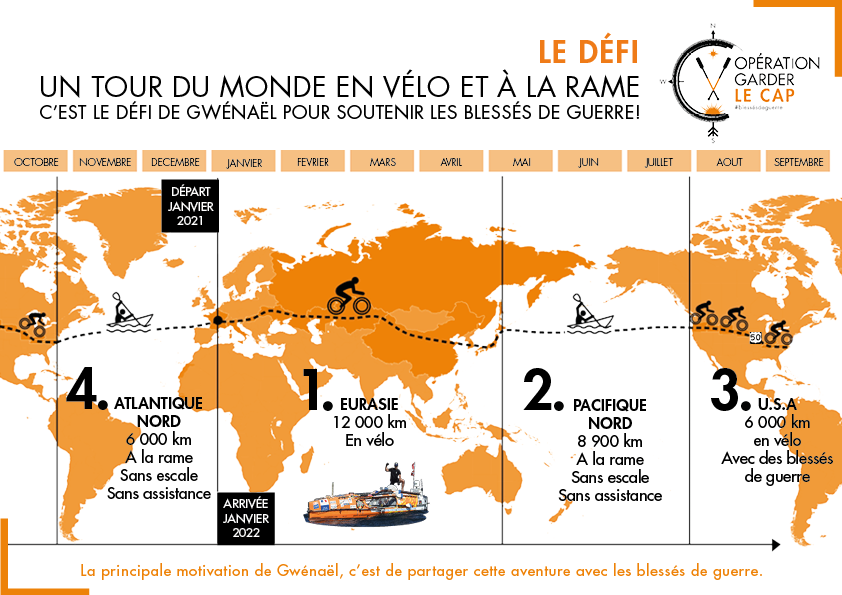 LE DÉFI
UN TOUR DU MONDE EN VÉLO ET À LA RAME
C'EST LE DÉFI DE GWÉNAËL POUR SOUTENIR LES BLESSÉS DE GUERRE!
N
W
S
OPÉRATION
GARDER
LE CAP
#blessésdeguerre
OCTOBRE
NOVEMBRE
DECEMBRE
JANVIER
FEVRIER
MARS
AVRIL
MAI
JUIN
JUILLET
AOUT
SEPTEMBRE
DÉPART
JANVIER
2021
50
4. ATLANTIQUE
NORD
6 000 km
A la rame
Sans escale
Sans assistance
1. EURASIE
12 000 km
En vélo
2. PACIFIQUE
NORD
8 900 km
A la rame
Sans escale
Sans assistance
3. U.S.A
6 000 km
en vélo
Avec des blessés
de guerre
ARRIVÉE
JANVIER
2022
La principale motivation de Gwénaël, c'est de partager cette aventure avec les blessés de guerre.